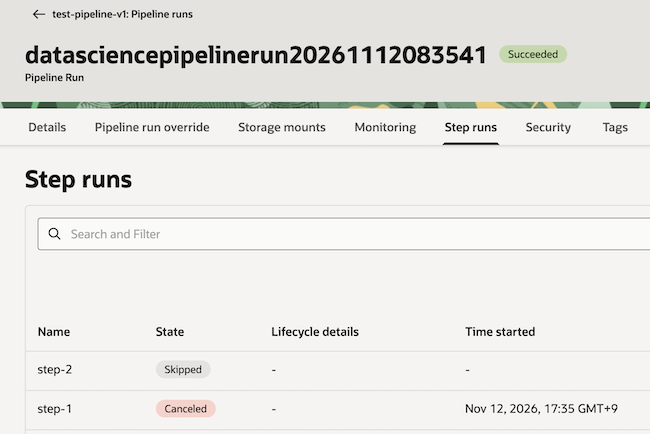 ← test-pipeline-v1: Pipeline runs
datasciencepipelinerun20261112083541 Succeeded
Pipeline Run
Details Pipeline run override Storage mounts Monitoring Step runs Security Tags
Step runs
Search and Filter
Name State Lifecycle details Time started
step-2 Skipped - -
step-1 Canceled - Nov 12, 2026, 17:35 GMT+9